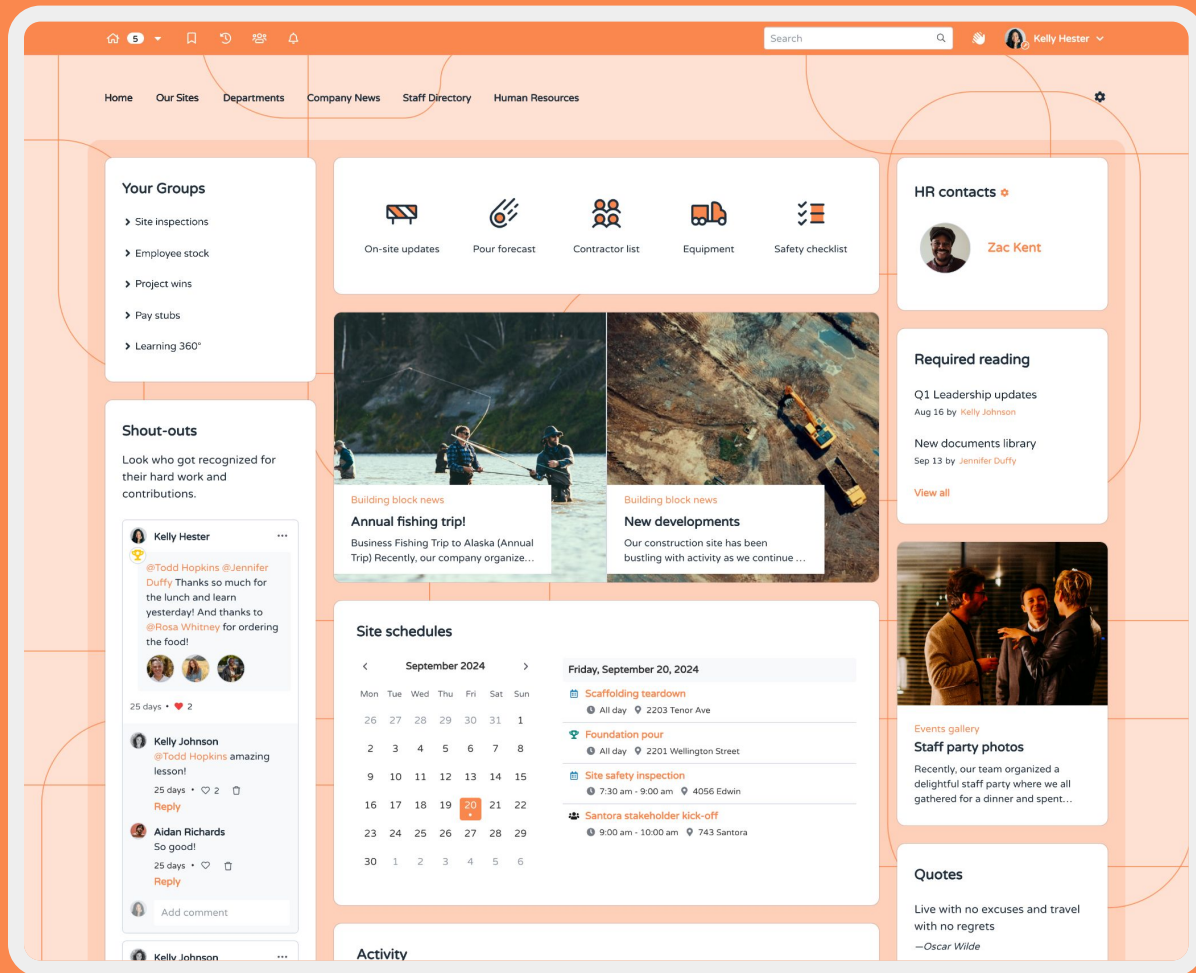 5
Search
Kelly Hester
Home Our Sites Departments Company News Staff Directory Human Resources
Your Groups
Site inspections
Employee stock
Project wins
Pay stubs
Learning 360°
Shout-outs
Look who got recognized for
their hard work and
contributions.
Kelly Hester
@Todd Hopkins @Jennifer
Duffy Thanks so much for
the lunch and learn
yesterday! And thanks to
@Rosa Whitney for ordering
the food!
25 days • 2
Kelly Johnson
@Todd Hopkins amazing
lesson!
25 days • 2
Reply
Aidan Richards
So good!
25 days •
Reply
Add comment
Kelly Johnson
On-site updates Pour forecast Contractor list Equipment Safety checklist
Building block news
Annual fishing trip!
Business Fishing Trip to Alaska (Annual
Trip) Recently, our company organize...
Building block news
New developments
Our construction site has been
bustling with activity as we continue ...
Site schedules
September 2024
Mon Tue Wed Thu Fri Sat Sun
26 27 28 29 30 31 1
2 3 4 5 6 7 8
9 10 11 12 13 14 15
16 17 18 19 20 21 22
23 24 25 26 27 28 29
30 1 2 3 4 5 6
Friday, September 20, 2024
Scaffolding teardown
All day 2203 Tenor Ave
Foundation pour
All day 2201 Wellington Street
Site safety inspection
7:30 am - 9:00 am 4056 Edwin
Santora stakeholder kick-off
9:00 am - 10:00 am 743 Santora
Activity
HR contacts
Zac Kent
Required reading
Q1 Leadership updates
Aug 16 by Kelly Johnson
New documents library
Sep 13 by Jennifer Duffy
View all
Events gallery
Staff party photos
Recently, our team organized a
delightful staff party where we all
gathered for a dinner and spent...
Quotes
Live with no excuses and travel
with no regrets
—Oscar Wilde